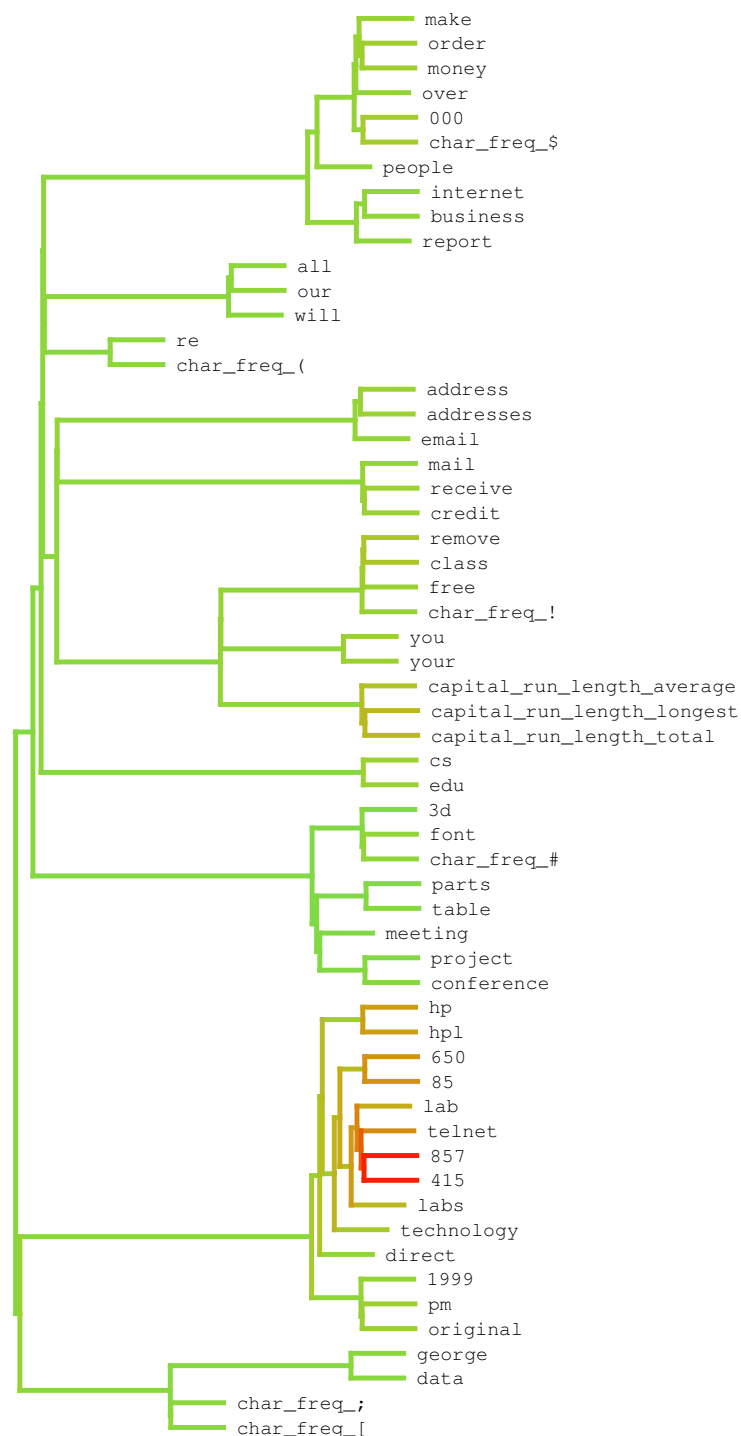 make
order
money
over
000
char_freq_$
people
internet
business
report
all
our
will
re
char_freq_(
address
addresses
email
mail
receive
credit
remove
class
free
char_freq_!
you
your
capital_run_length_average
capital_run_length_longest
capital_run_length_total
cs
edu
3d
font
char_freq_#
parts
table
meeting
project
conference
hp
hpl
650
85
lab
telnet
857
415
labs
technology
direct
1999
pm
original
george
data
char_freq_;
char_freq_[